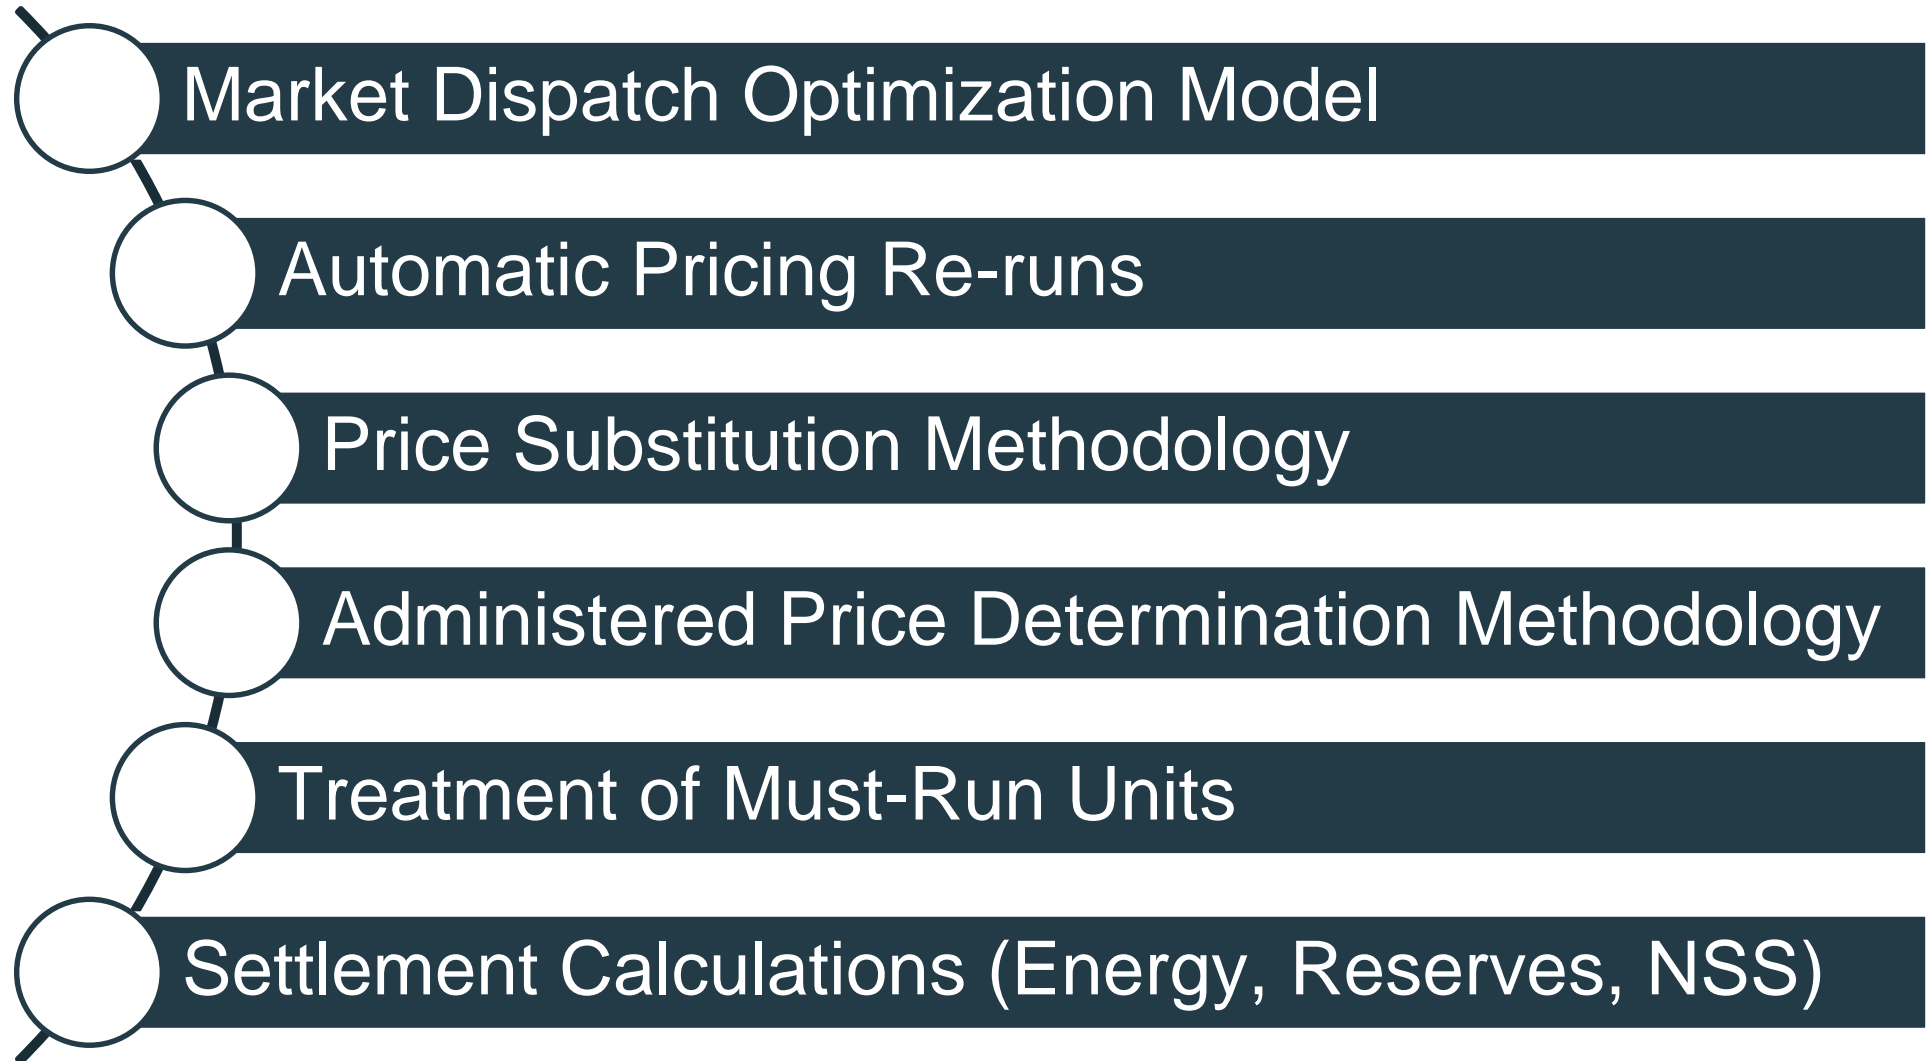 Market Dispatch Optimization Model
Automatic Pricing Re-runs
Price Substitution Methodology
Administered Price Determination Methodology
Treatment of Must-Run Units
Settlement Calculations (Energy, Reserves, NSS)